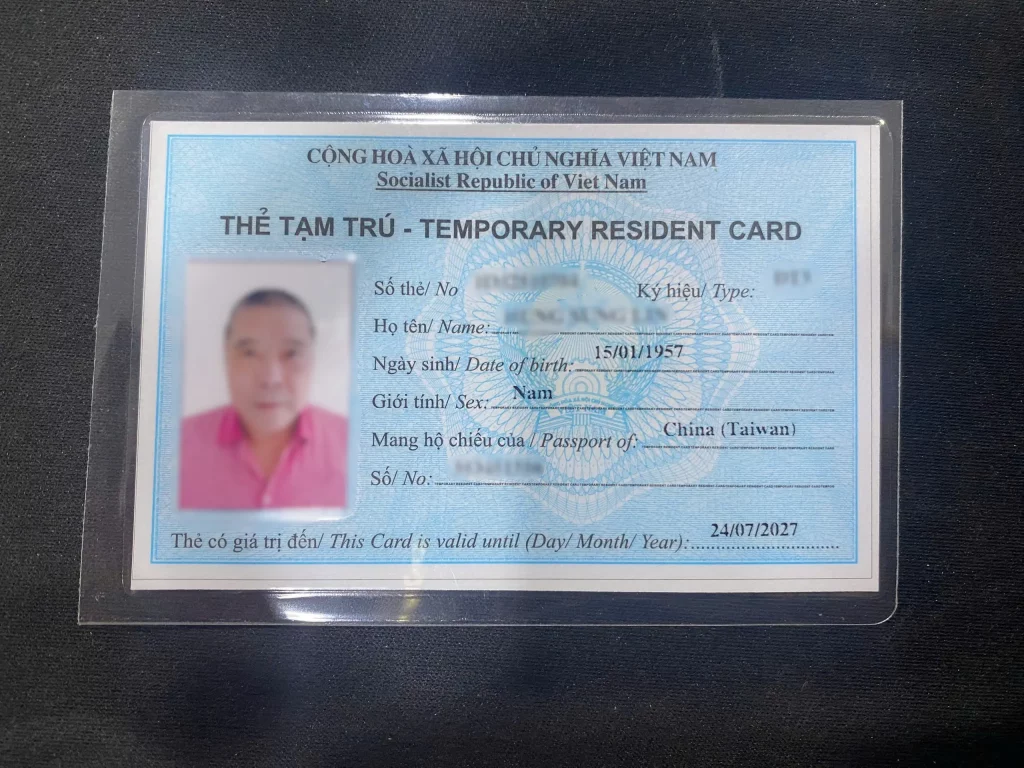 CỘNG HOÀ XÃ HỘI CHỦ NGHĨA VIỆT NAM
Socialist Republic of Viet Nam
THẺ TẠM TRÚ - TEMPORARY RESIDENT CARD
Số thẻ/ No Ký hiệu/ Type:
Họ tên/ Name:
Ngày sinh/ Date of birth: 15/01/1957
Giới tính/ Sex: Nam
Mang hộ chiếu của / Passport of: China (Taiwan)
Số/ No:
Thẻ có giá trị đến/ This Card is valid until (Day/ Month/ Year): 24/07/2027